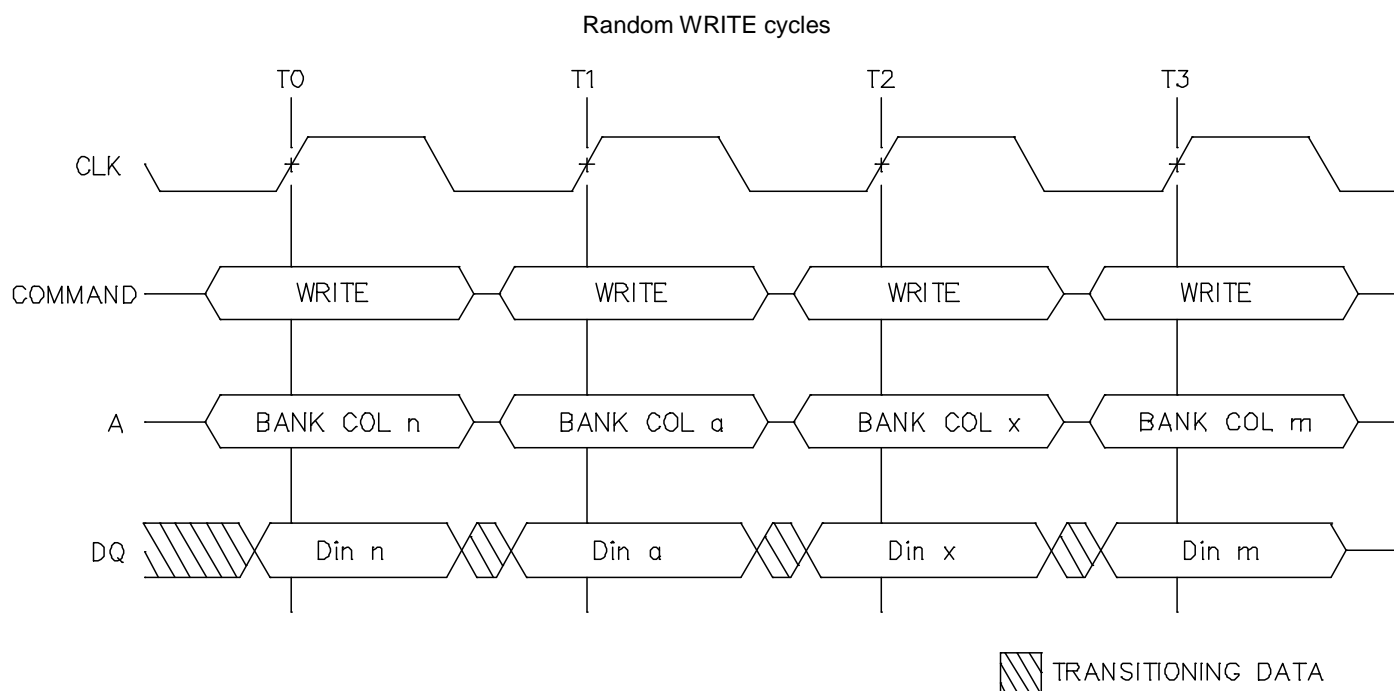 Random WRITE cycles
T0 T1 T2 T3
CLK
COMMAND WRITE WRITE WRITE WRITE
A BANK COL n BANK COL a BANK COL x BANK COL m
DQ Din n Din a Din x Din m
TRANSITIONING DATA